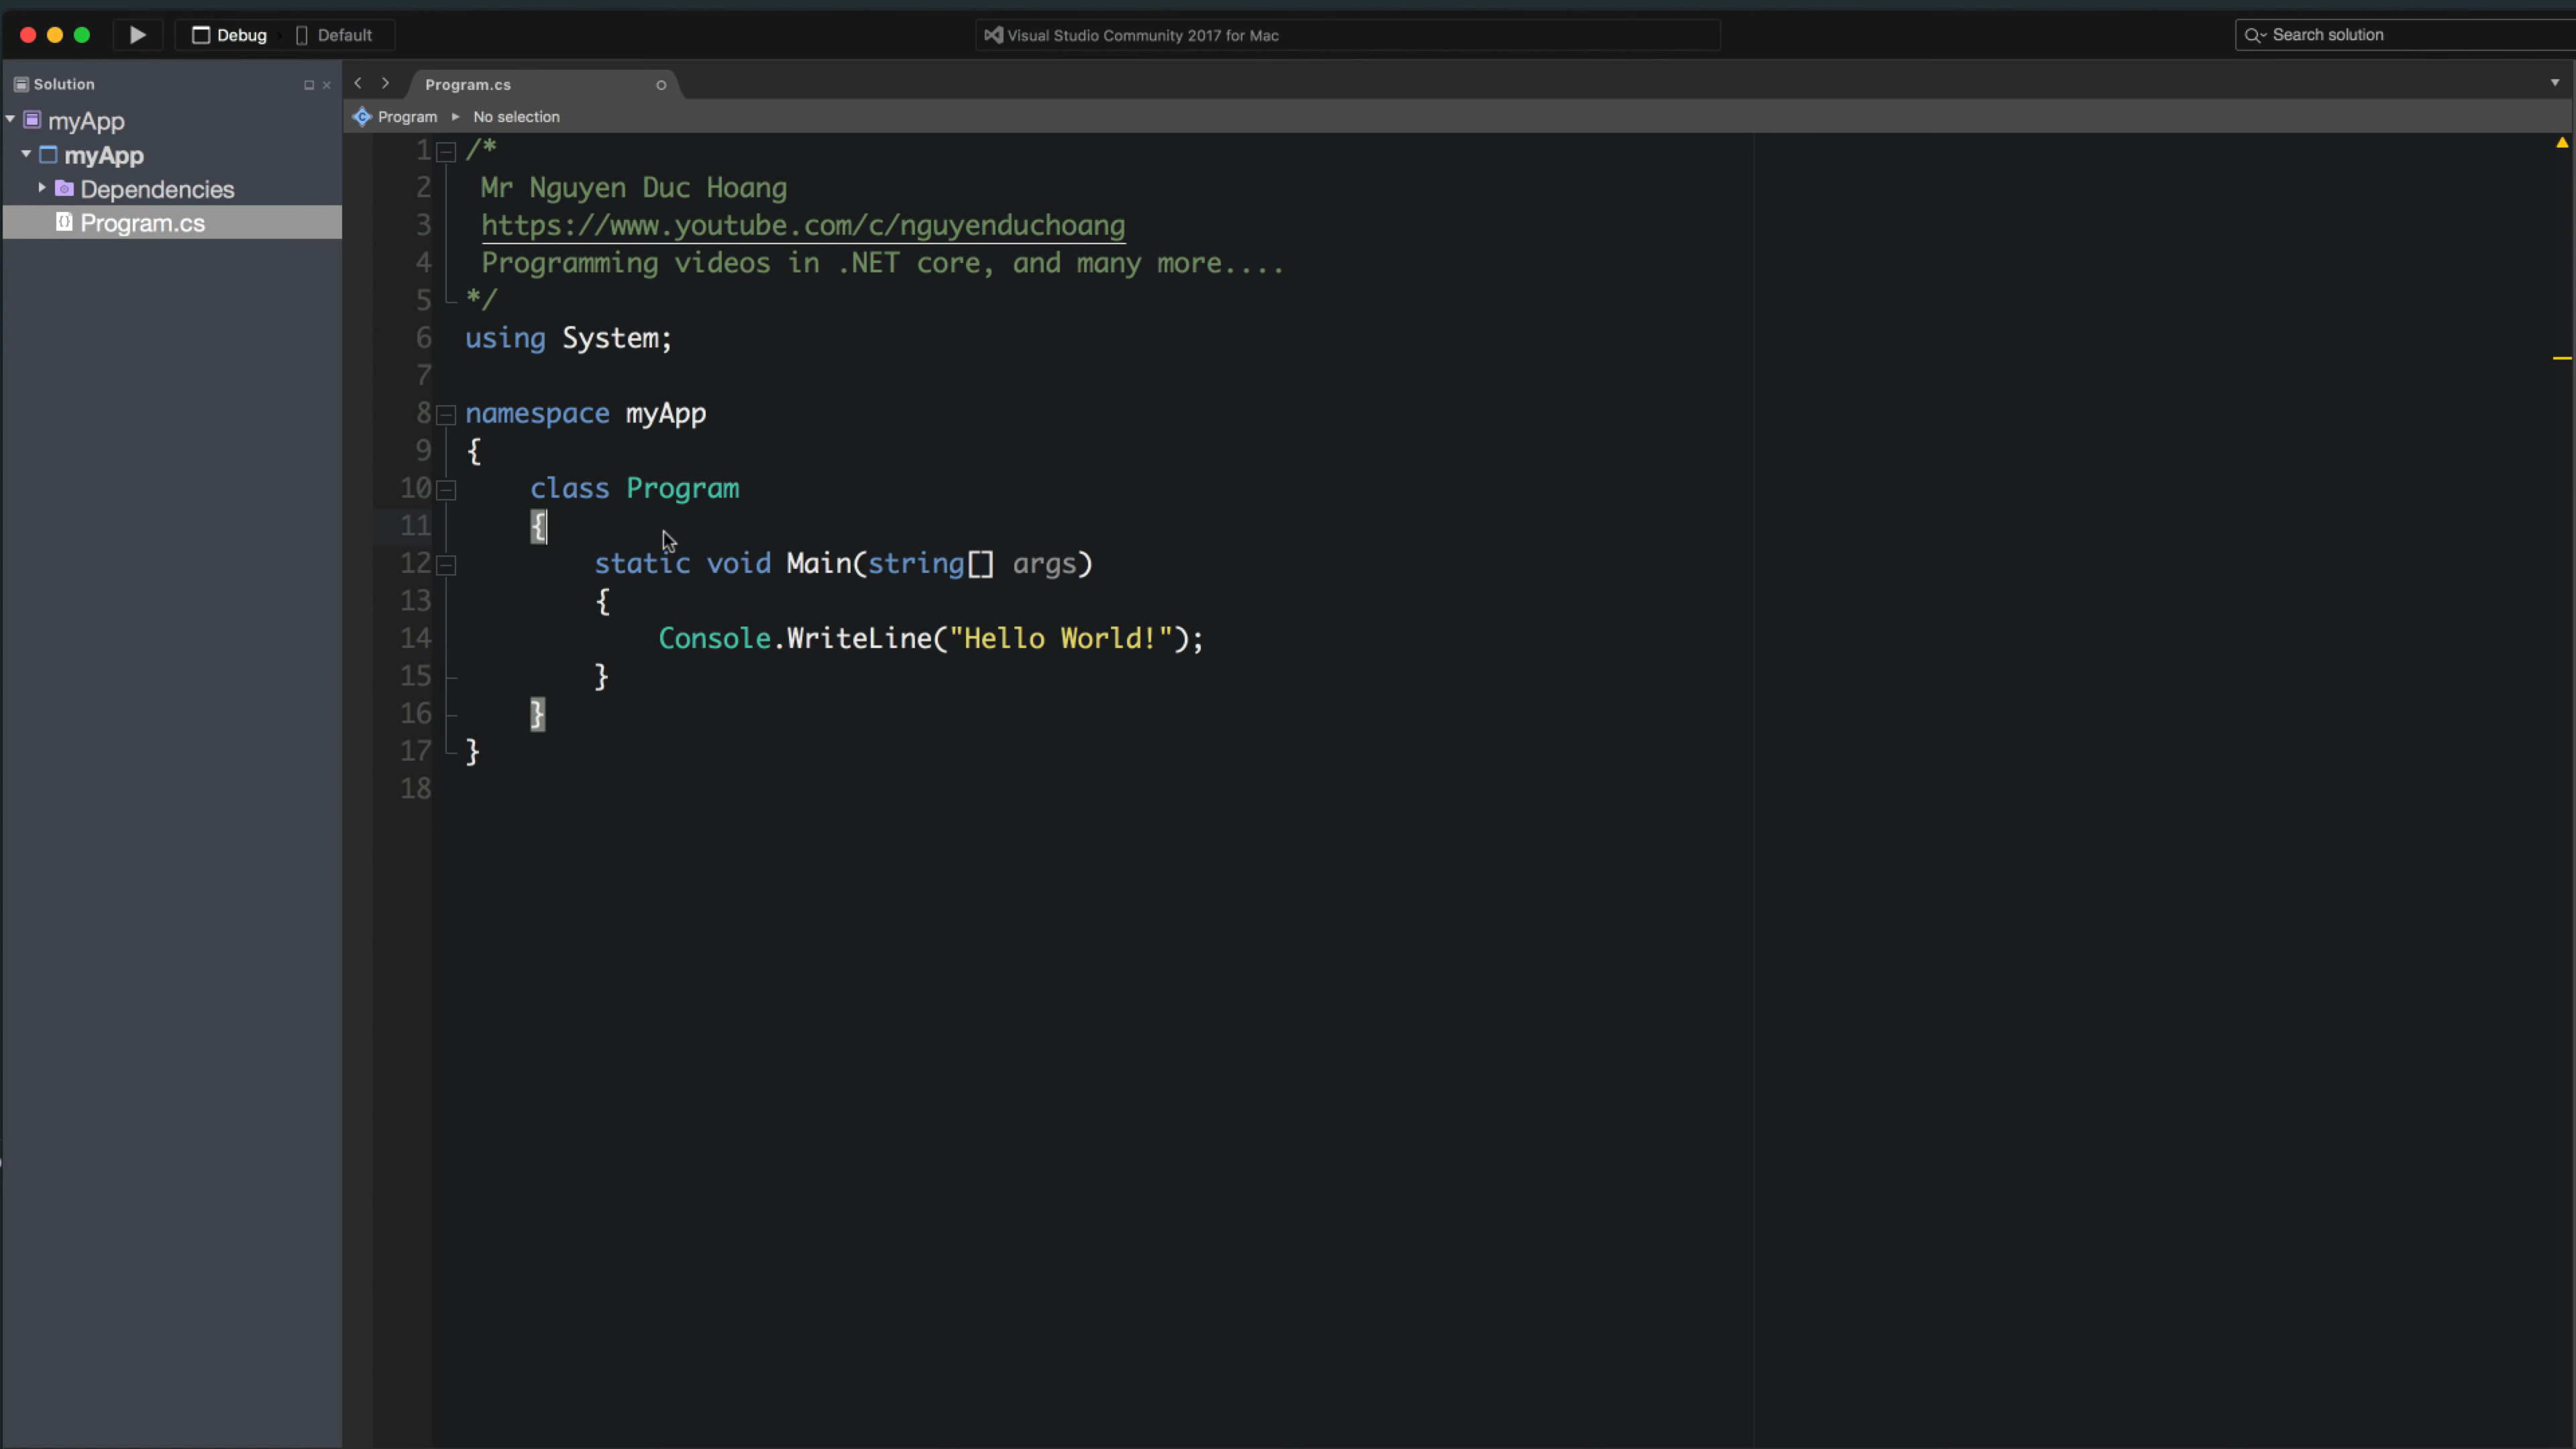 Debug Default
Visual Studio Community 2017 for Mac
Search solution
Solution
myApp
myApp
Dependencies
Program.cs
Program.cs
Program No selection
1 /*
2 Mr Nguyen Duc Hoang
3 https://www.youtube.com/c/nguyenduchoang
4 Programming videos in .NET core, and many more....
5 */
6 using System;
7
8 namespace myApp
9 {
10 class Program
11 {
12 static void Main(string[] args)
13 {
14 Console.WriteLine("Hello World!");
15 }
16 }
17 }
18